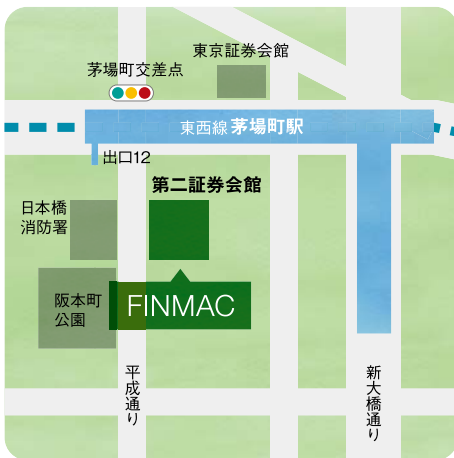 東京証券会館
茅場町交差点
東西線 茅場町駅
出口12
第二証券会館
日本橋
消防署
阪本町
公園
FINMAC
平成通り
新大橋通り